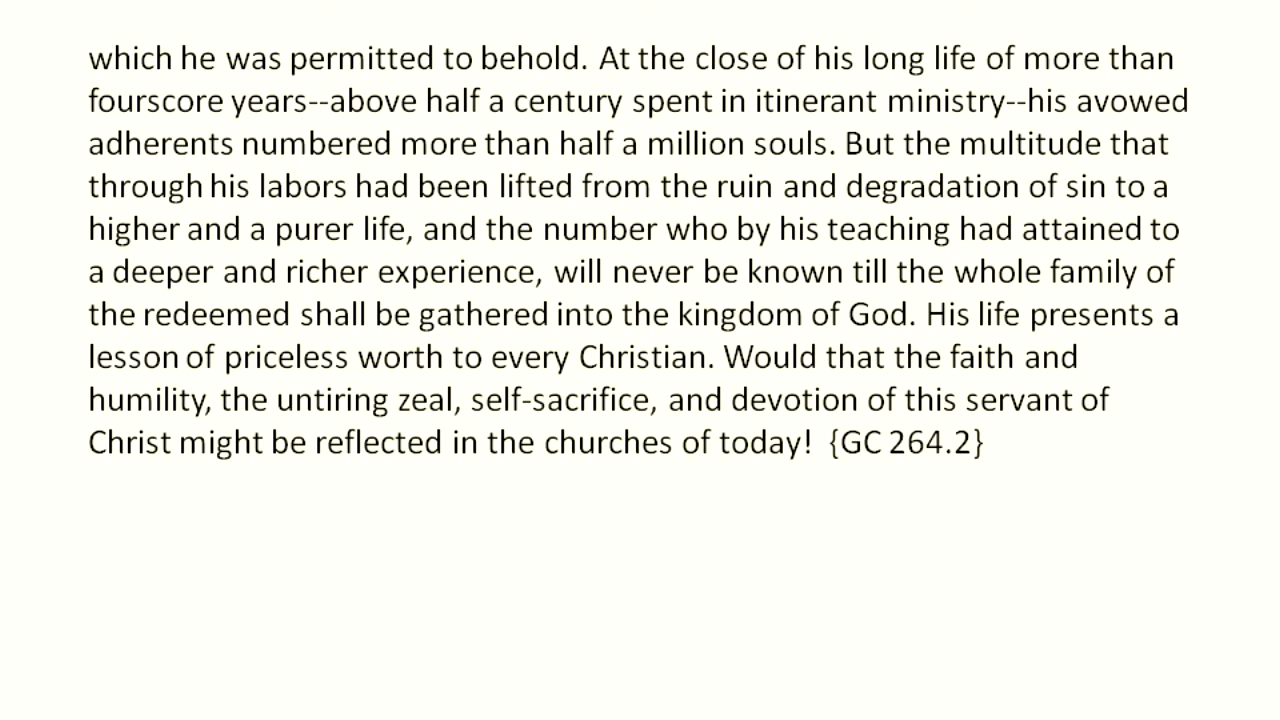 which he was permitted to behold. At the close of his long life of more than
fourscore years--above half a century spent in itinerant ministry--his avowed
adherents numbered more than half a million souls. But the multitude that
through his labors had been lifted from the ruin and degradation of sin to a
higher and a purer life, and the number who by his teaching had attained to
a deeper and richer experience, will never be known till the whole family of
the redeemed shall be gathered into the kingdom of God. His life presents a
lesson of priceless worth to every Christian. Would that the faith and
humility, the untiring zeal, self-sacrifice, and devotion of this servant of
Christ might be reflected in the churches of today! {GC 264.2}